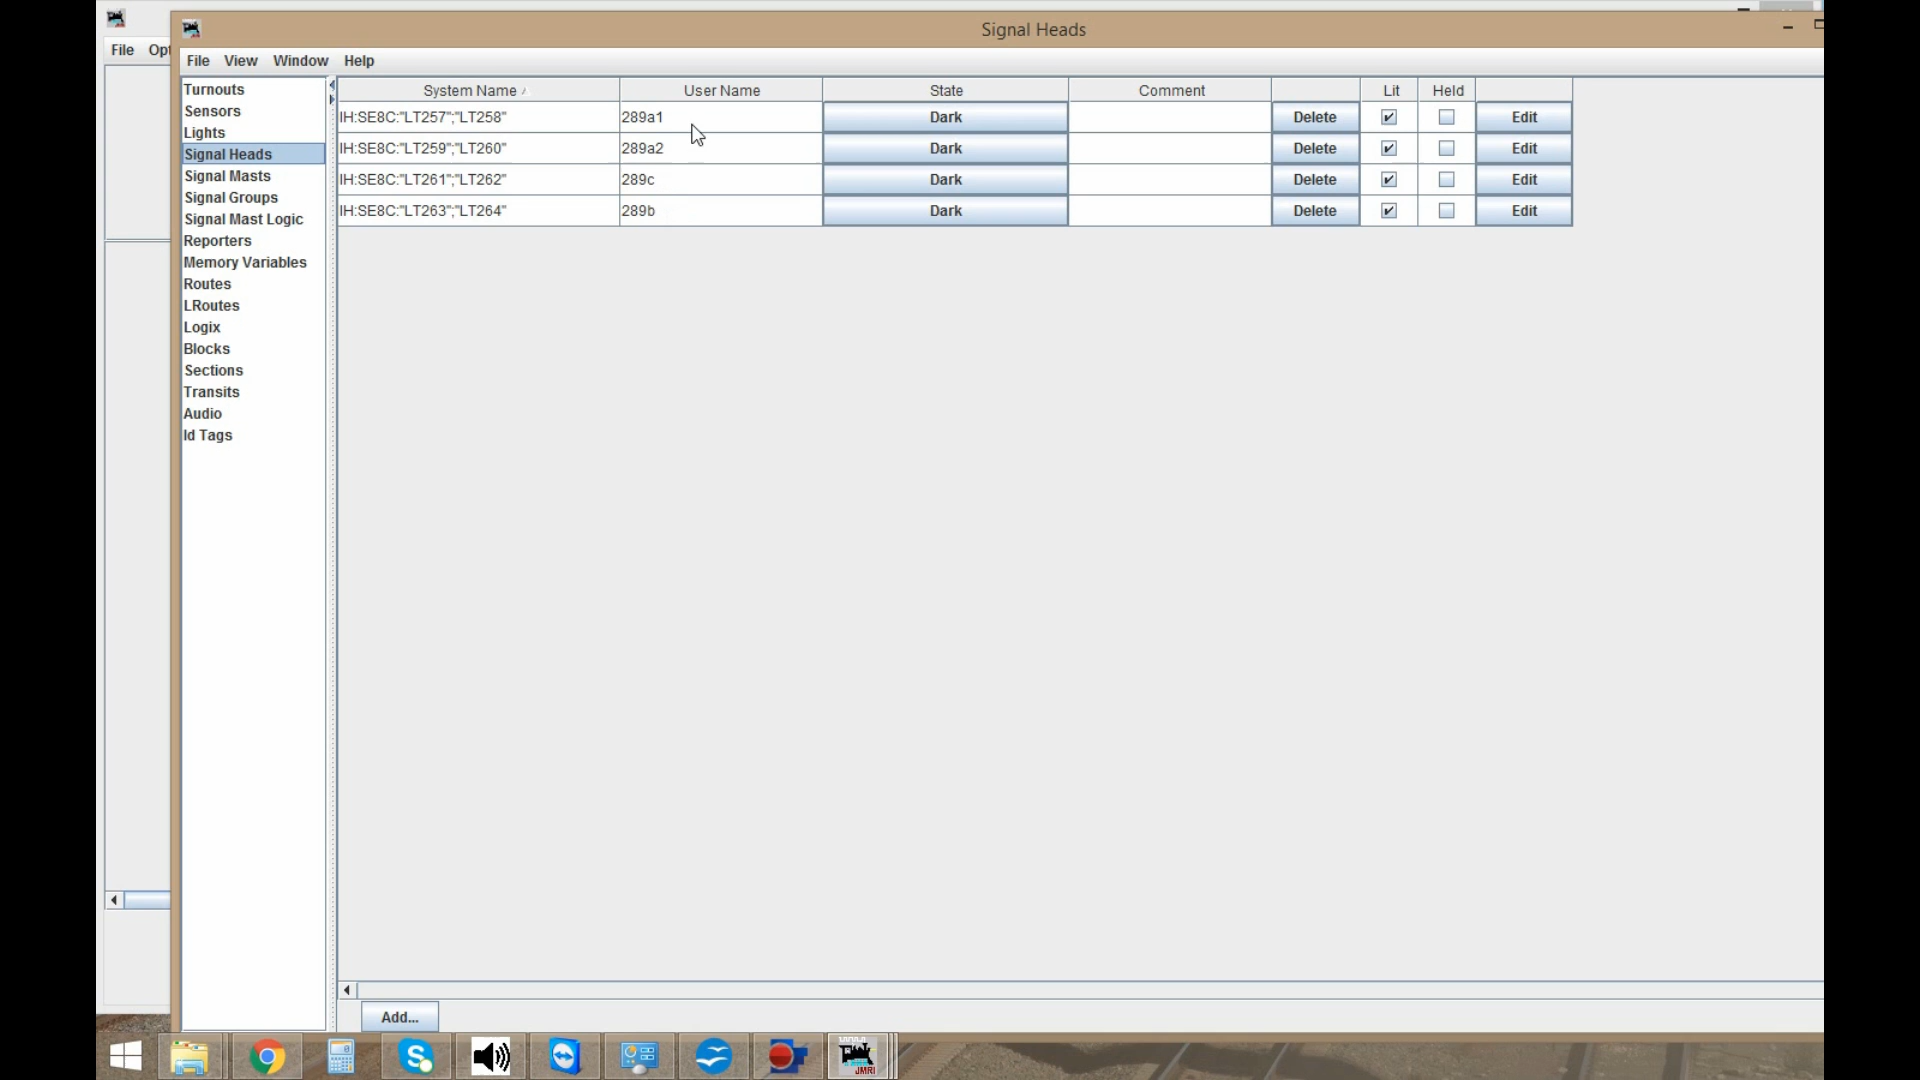 Signal Heads
File Opt
File View Window Help
Turnouts
Sensors
Lights
Signal Heads
Signal Masts
Signal Groups
Signal Mast Logic
Reporters
Memory Variables
Routes
LRoutes
Logix
Blocks
Sections
Transits
Audio
Id Tags
System Name User Name State Comment Lit Held
IH:SE8C:"LT257";"LT258" 289a1 Dark Delete Edit
IH:SE8C:"LT259";"LT260" 289a2 Dark Delete Edit
IH:SE8C:"LT261";"LT262" 289c Dark Delete Edit
IH:SE8C:"LT263";"LT264" 289b Dark Delete Edit
Add...
JMRI